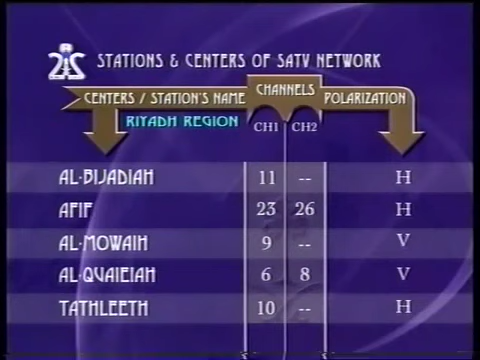 STATIONS & CENTERS OF SATV NETWORK
CENTERS / STATION'S NAME CHANNELS POLARIZATION
RIYADH REGION CH1 CH2
AL-BIJADIAH 11 -- H
AFIF 23 26 H
AL-MOWAIH 9 -- V
AL-QUAIEIAH 6 8 V
TATHLEETH 10 -- H